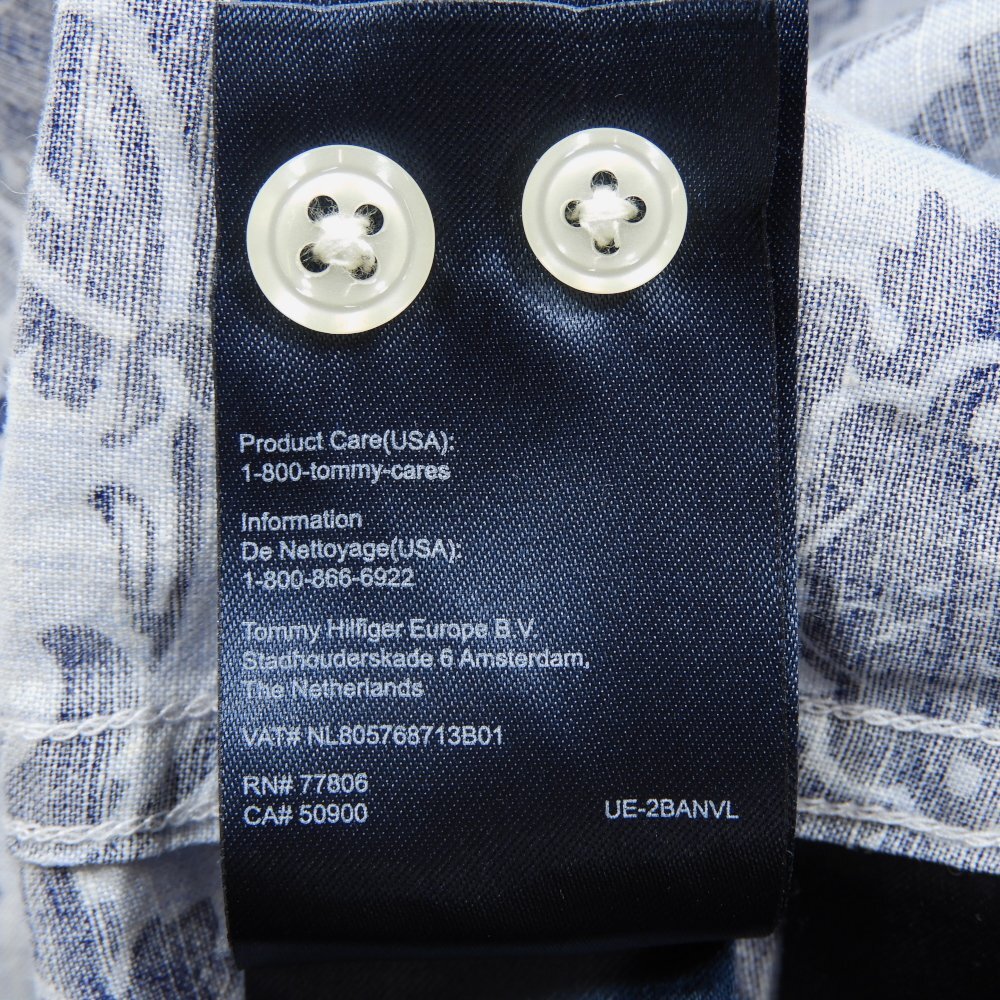 Product Care(USA):
1-800-tommy-cares
Information
De Nettoyage(USA):
1-800-866-6922
Tommy Hilfiger Europe B.V.
Stadhouderskade 6 Amsterdam,
The Netherlands
VAT# NL805768713B01
RN# 77806
CA# 50900
UE-2BANVL